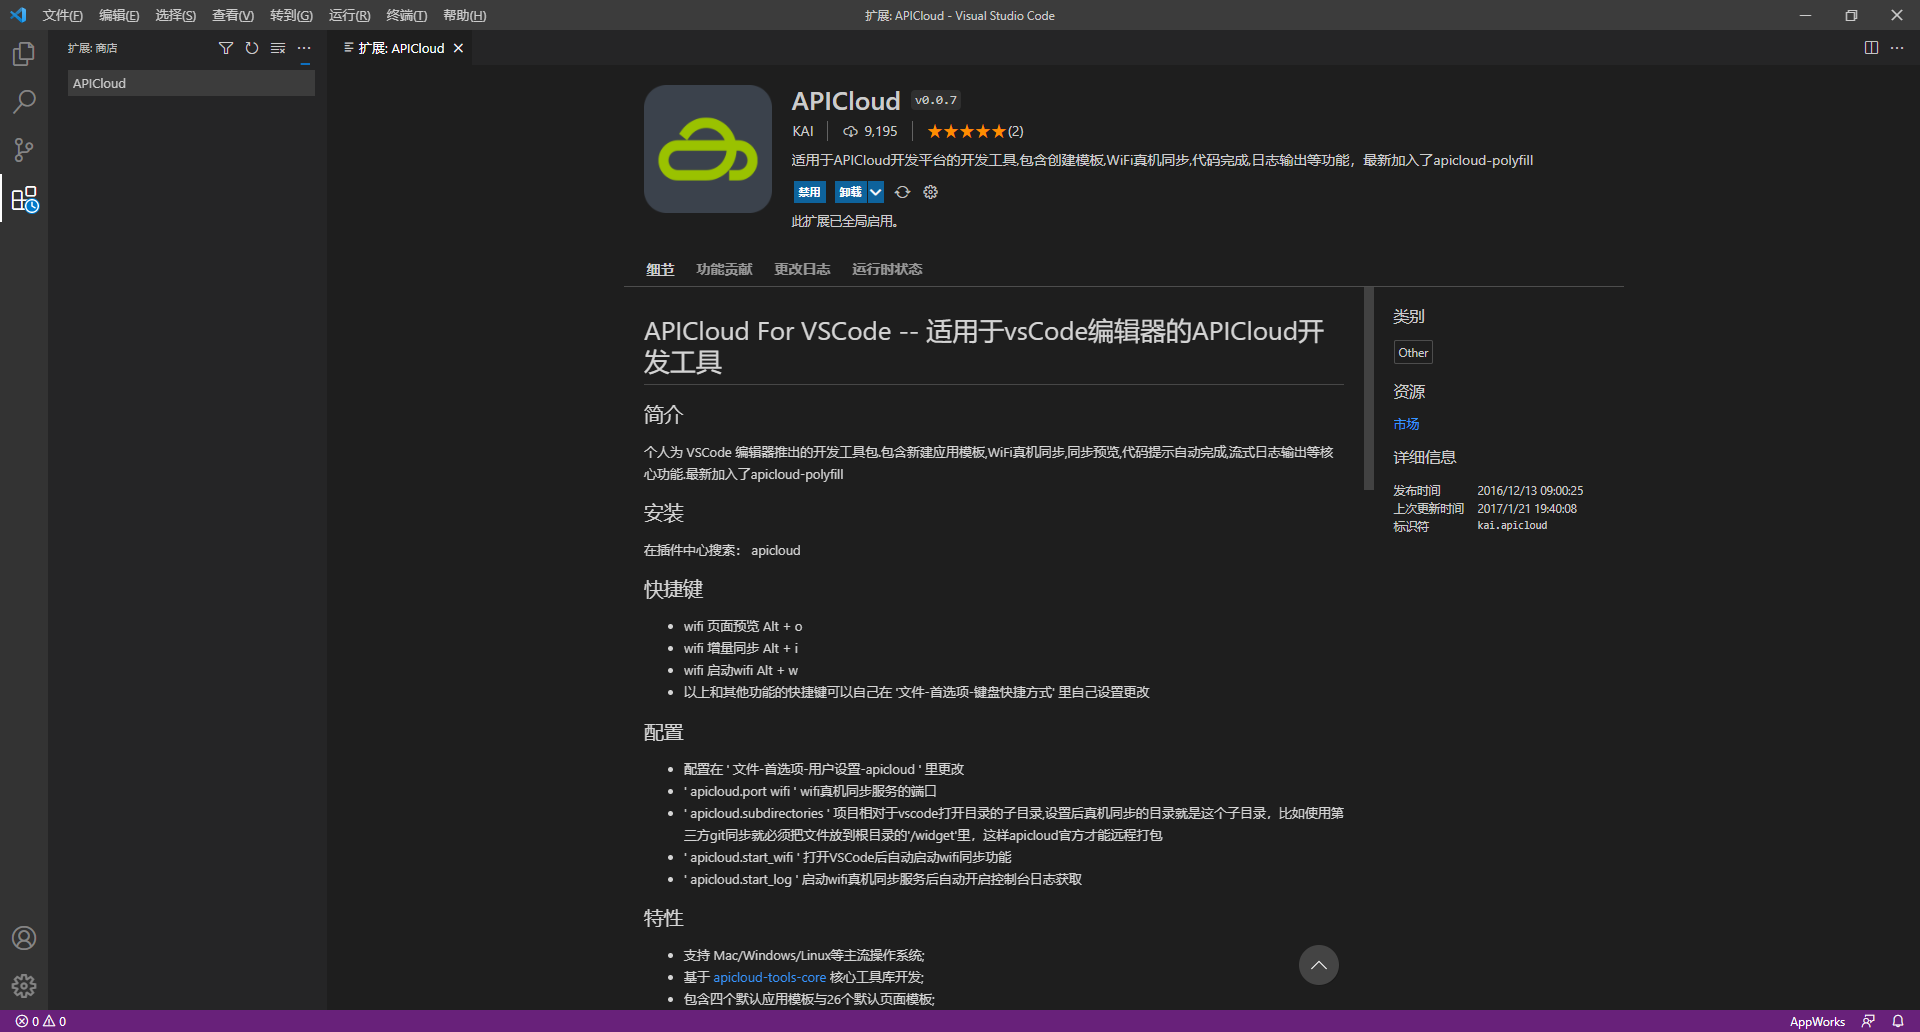 文件(F) 编辑(E) 选择(S) 查看(V) 转到(G) 运行(R) 终端(T) 帮助(H)
扩展: APICloud - Visual Studio Code
扩展: 商店
扩展: APICloud
APICloud
APICloud v0.0.7
KAI 9,195 (2)
适用于APICloud开发平台的开发工具,包含创建模板,WiFi真机同步,代码完成,日志输出等功能，最新加入了apicloud-polyfill
禁用 卸载
此扩展已全局启用。
细节 功能贡献 更改日志 运行时状态
APICloud For VSCode -- 适用于vsCode编辑器的APICloud开
发工具
简介
个人为 VSCode 编辑器推出的开发工具包.包含新建应用模板,WiFi真机同步,同步预览,代码提示自动完成,流式日志输出等核
心功能.最新加入了apicloud-polyfill
安装
在插件中心搜索： apicloud
快捷键
wifi 页面预览 Alt + o
wifi 增量同步 Alt + i
wifi 启动wifi Alt + w
以上和其他功能的快捷键可以自己在 '文件-首选项-键盘快捷方式' 里自己设置更改
配置
配置在 ' 文件-首选项-用户设置-apicloud ' 里更改
' apicloud.port wifi ' wifi真机同步服务的端口
' apicloud.subdirectories ' 项目相对于vscode打开目录的子目录,设置后真机同步的目录就是这个子目录，比如使用第
三方git同步就必须把文件放到根目录的'/widget'里，这样apicloud官方才能远程打包
' apicloud.start_wifi ' 打开VSCode后自动启动wifi同步功能
' apicloud.start_log ' 启动wifi真机同步服务后自动开启控制台日志获取
特性
支持 Mac/Windows/Linux等主流操作系统;
基于 apicloud-tools-core 核心工具库开发;
包含四个默认应用模板与26个默认页面模板;
类别
Other
资源
市场
详细信息
发布时间 2016/12/13 09:00:25
上次更新时间 2017/1/21 19:40:08
标识符 kai.apicloud
0 0
AppWorks